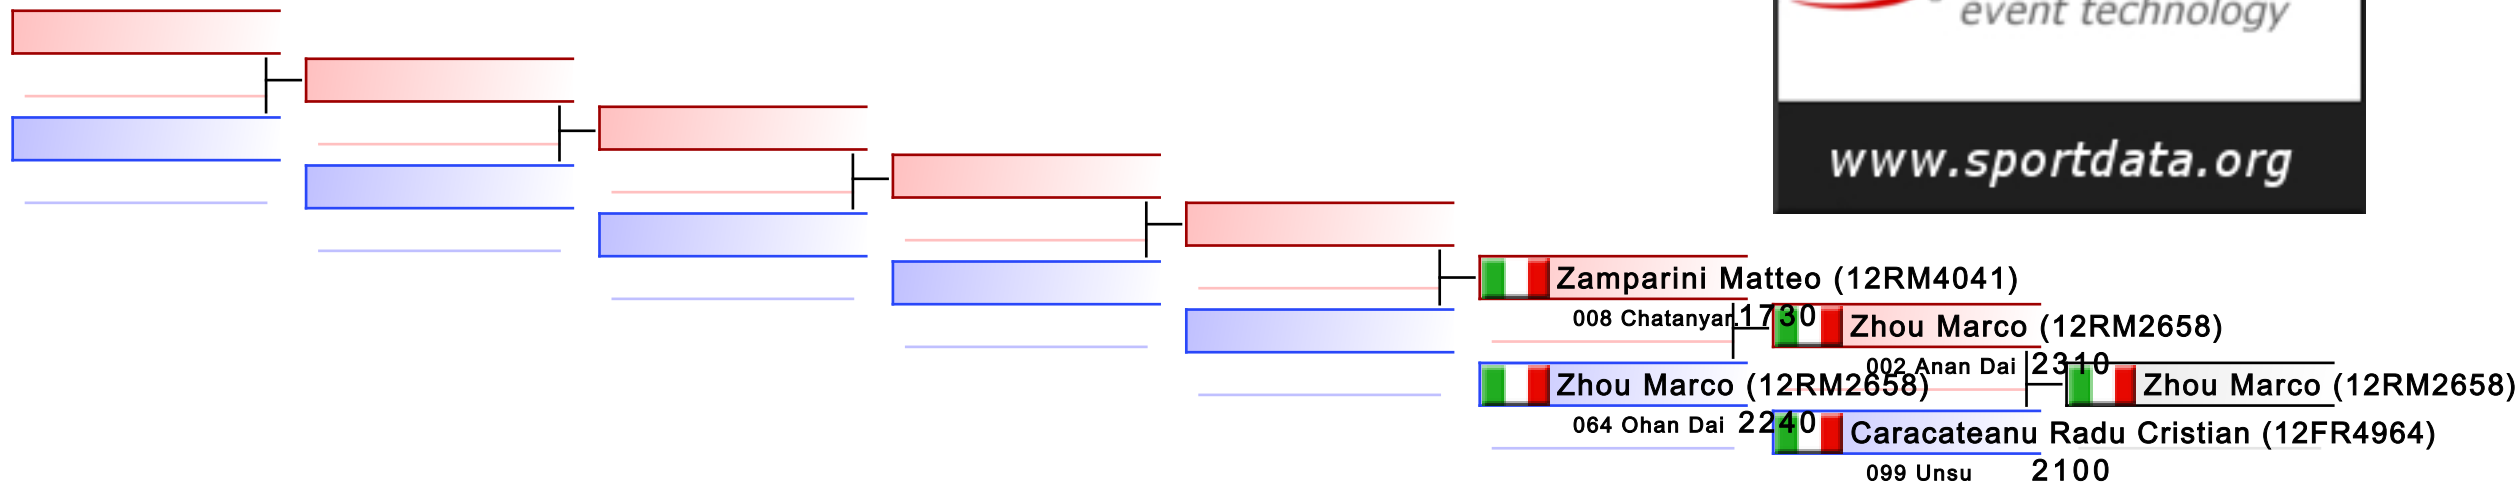 event technology
www.sportdata.org
Zamparini Matteo (12RM4041)
008 Chatanyar 1730
Zhou Marco (12RM2658)
002 Anan Dai 2310
Zhou Marco (12RM2658)
Zhou Marco (12RM2658)
064 Ohan Dai 2240
Caracateanu Radu Cristian (12FR4964)
099 Unsu 2100